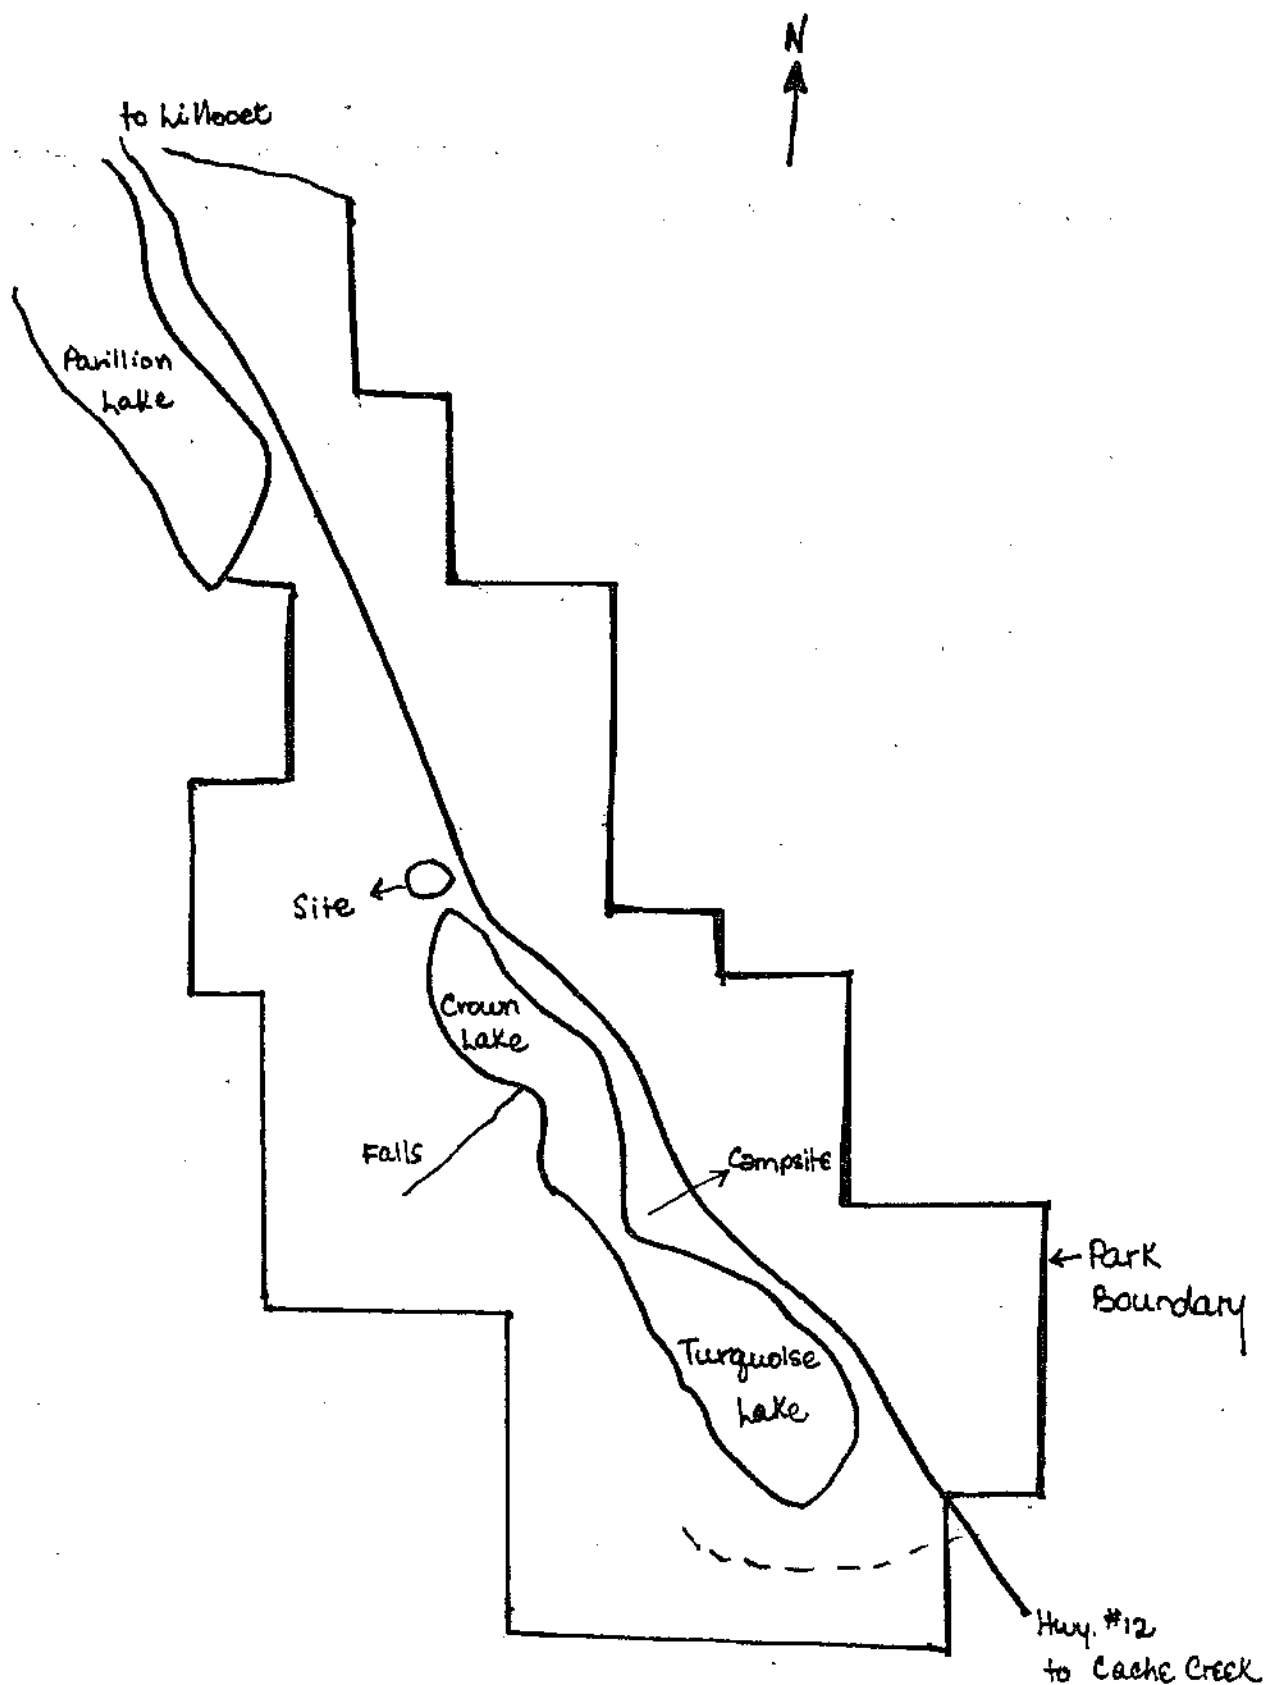 N
to Lillooet
Pavillion
Lake
Site
Crown
Lake
Falls
Campsite
Park
Boundary
Turquoise
Lake
Hwy. #12
to Cache Creek